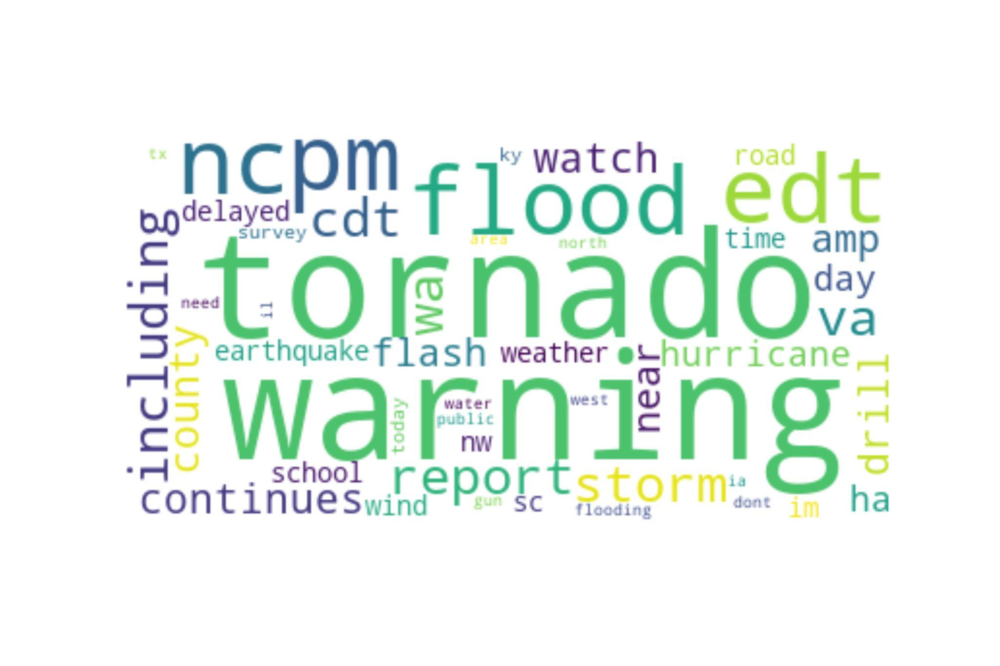 tx
nc
pm
ky
watch
road
flood
edt
delayed
cdt
survey
area
north
time
amp
including
tornado
day
wa
need
il
va
county
earthquake
flash
weather
near
hurricane
drill
warning
today
water
west
public
nw
school
report
storm
ia
continues
wind
gun
sc
flooding
dont
im
ha